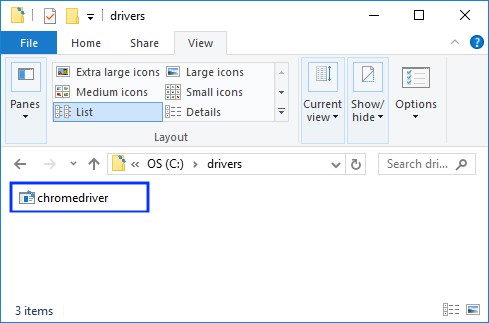 drivers
File Home Share View
Extra large icons Large icons
Medium icons Small icons
List Details
Panes
Current view
Show/hide
Options
Layout
« OS (C:) > drivers
Search dri...
chromedriver
3 items